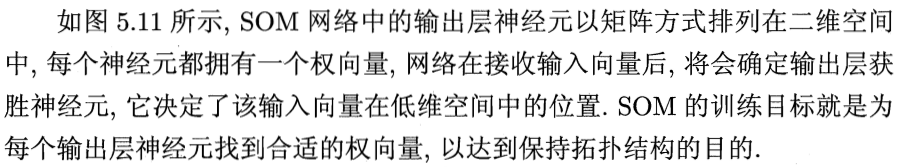 如图 5.11 所示, SOM 网络中的输出层神经元以矩阵方式排列在二维空间
中, 每个神经元都拥有一个权向量, 网络在接收输入向量后, 将会确定输出层获
胜神经元, 它决定了该输入向量在低维空间中的位置. SOM 的训练目标就是为
每个输出层神经元找到合适的权向量, 以达到保持拓扑结构的目的.